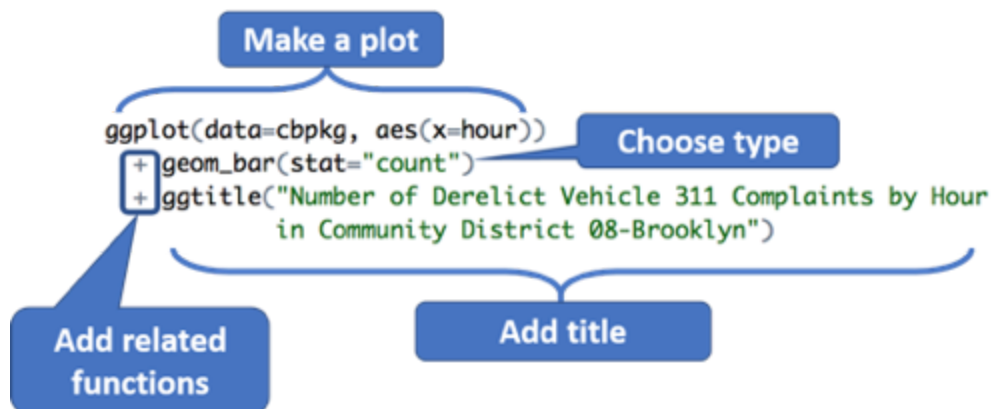 Make a plot
ggplot(data=cbpkg, aes(x=hour))
Choose type
+ geom_bar(stat="count")
+ ggtitle("Number of Derelict Vehicle 311 Complaints by Hour
in Community District 08-Brooklyn")
Add related
functions
Add title